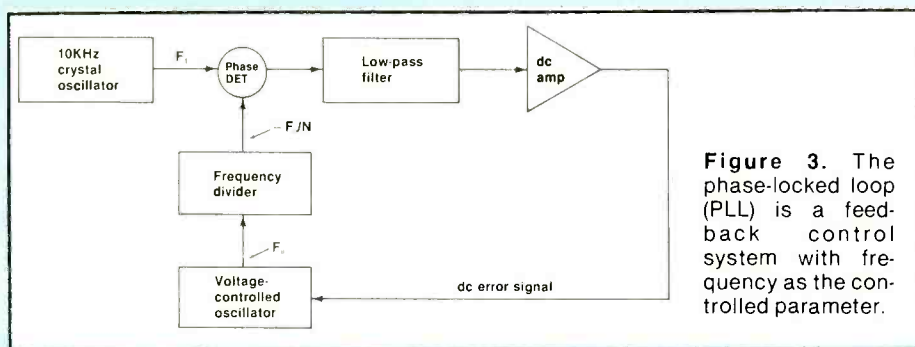 10KHz
crystal
oscillator
F₁
Phase
DET
Low-pass
filter
dc
amp
F/N
Frequency
divider
Voltage-
controlled
oscillator
dc error signal
Figure 3. The
phase-locked loop
(PLL) is a feed-
back control
system with fre-
quency as the con-
trolled parameter.